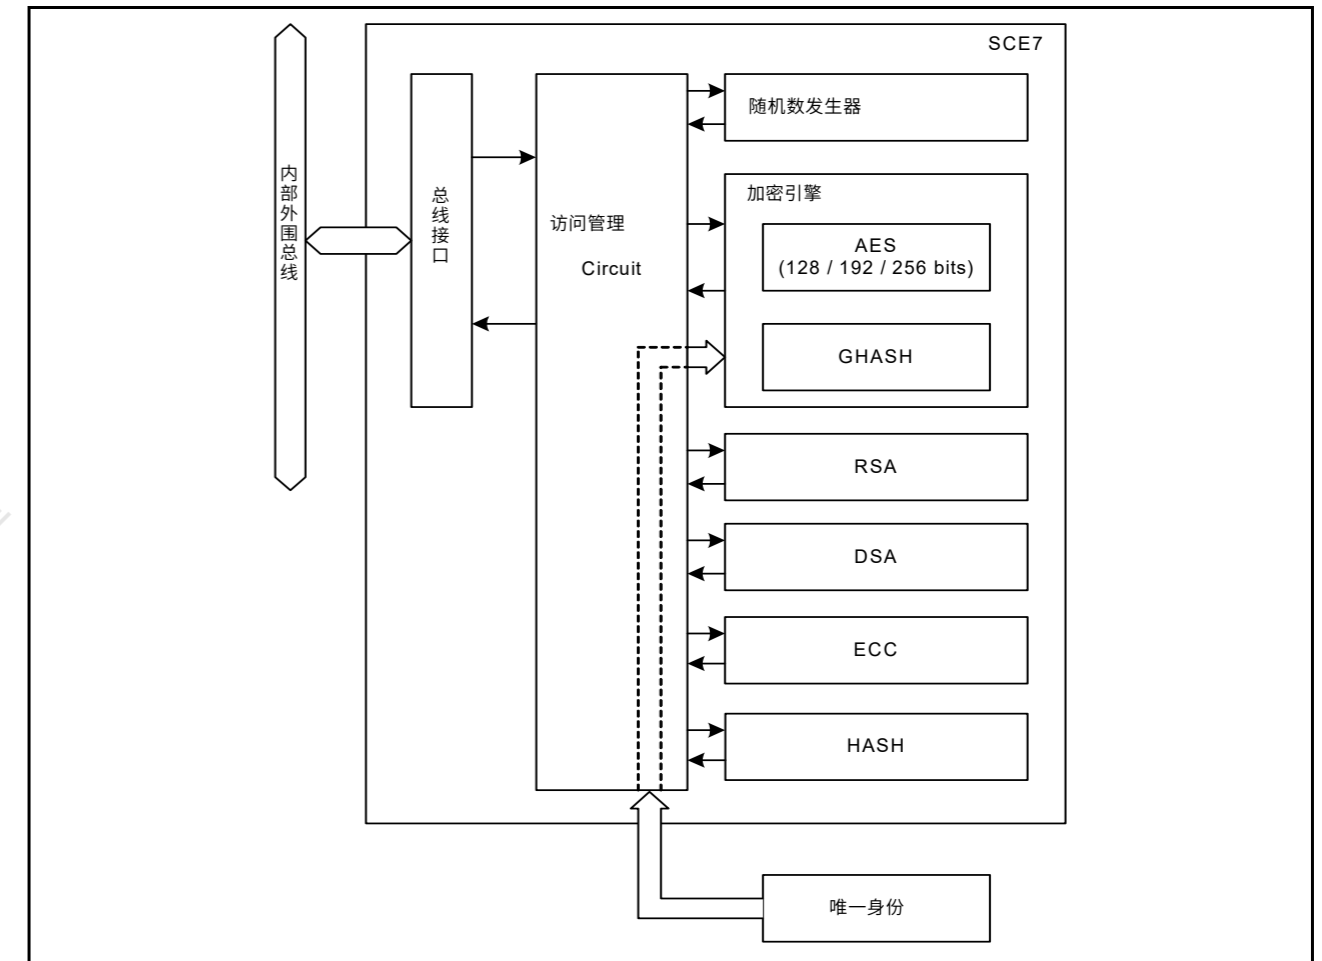 SCE7
内部外围总线
总线接口
访问管理
Circuit
随机数发生器
加密引擎
AES
(128 / 192 / 256 bits)
GHASH
RSA
DSA
ECC
HASH
唯一身份